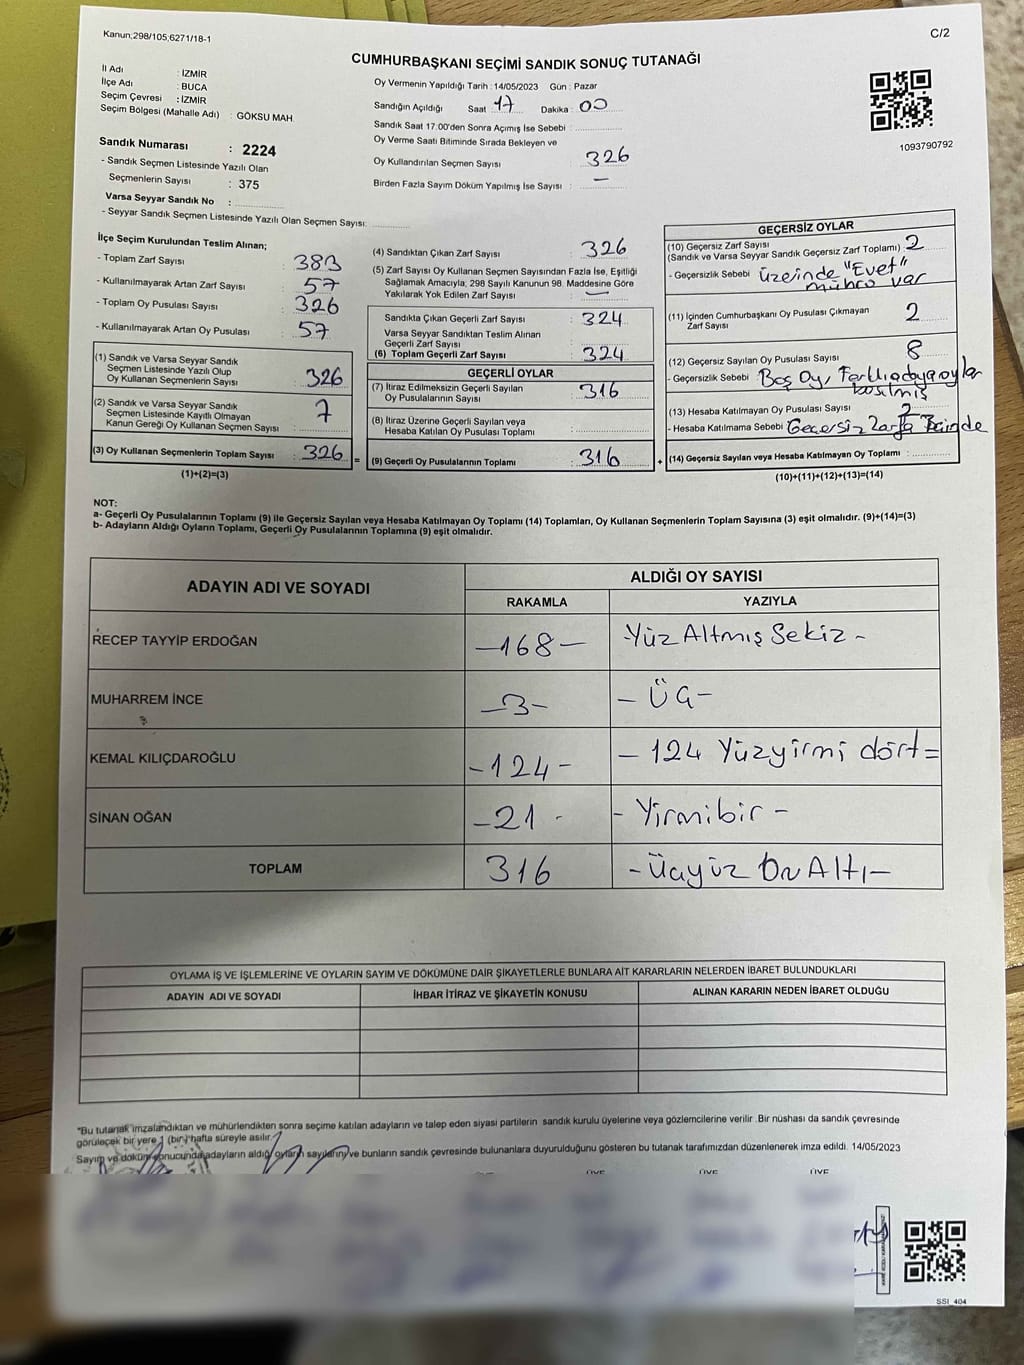 Kanun;298/105;6271/18-1
C/2
CUMHURBAŞKANI SEÇİMİ SANDIK SONUÇ TUTANAĞI
İl Adı : İZMİR
İlçe Adı : BUCA
Seçim Çevresi : İZMİR
Seçim Bölgesi (Mahalle Adı) : GÖKSU MAH.
Sandık Numarası : 2224
- Sandık Seçmen Listesinde Yazılı Olan
Seçmenlerin Sayısı : 375
Varsa Seyyar Sandık No :
- Seyyar Sandık Seçmen Listesinde Yazılı Olan Seçmen Sayısı:
Oy Vermenin Yapıldığı Tarih : 14/05/2023 Gün : Pazar
Sandığın Açıldığı Saat 17 Dakika : 00
Sandık Saat 17.00'den Sonra Açımış İse Sebebi :
Oy Verme Saati Bitiminde Sırada Bekleyen ve
Oy Kullandırılan Seçmen Sayısı : 326
Birden Fazla Sayım Döküm Yapılmış İse Sayısı : —
1093790792
İlçe Seçim Kurulundan Teslim Alınan;
- Toplam Zarf Sayısı : 383
- Kullanılmayarak Artan Zarf Sayısı : 57
- Toplam Oy Pusulası Sayısı : 326
- Kullanılmayarak Artan Oy Pusulası : 57
(1) Sandık ve Varsa Seyyar Sandık
Seçmen Listesinde Yazılı Olup
Oy Kullanan Seçmenlerin Sayısı : 326
(2) Sandık ve Varsa Seyyar Sandık
Seçmen Listesinde Kayıtlı Olmayan
Kanun Gereği Oy Kullanan Seçmen Sayısı : 7
(3) Oy Kullanan Seçmenlerin Toplam Sayısı : 326 =
(1)+(2)=(3)
(4) Sandıktan Çıkan Zarf Sayısı : 326
(5) Zarf Sayısı Oy Kullanan Seçmen Sayısından Fazla İse, Eşitliği
Sağlamak Amacıyla, 298 Sayılı Kanunun 98. Maddesine Göre
Yakılarak Yok Edilen Zarf Sayısı : —
Sandıkta Çıkan Geçerli Zarf Sayısı : 324
Varsa Seyyar Sandıktan Teslim Alınan
Geçerli Zarf Sayısı :
(6) Toplam Geçerli Zarf Sayısı : 324
GEÇERLİ OYLAR
(7) İtiraz Edilmeksizin Geçerli Sayılan
Oy Pusulalarının Sayısı : 316
(8) İtiraz Üzerine Geçerli Sayılan veya
Hesaba Katılan Oy Pusulası Toplamı :
(9) Geçerli Oy Pusulalarının Toplamı : 316 +
GEÇERSİZ OYLAR
(10) Geçersiz Zarf Sayısı : 2
(Sandık ve Varsa Seyyar Sandık Geçersiz Zarf Toplamı)
- Geçersizlik Sebebi : üzeinde "Evet"
mührü var
(11) İçinden Cumhurbaşkanı Oy Pusulası Çıkmayan
Zarf Sayısı : 2
(12) Geçersiz Sayılan Oy Pusulası Sayısı : 8
- Geçersizlik Sebebi : Boş Oy,
basılmış
(13) Hesaba Katılmayan Oy Pusulası Sayısı : 2
- Hesaba Katılmama Sebebi : Geçersiz Zarfa içinde
(14) Geçersiz Sayılan veya Hesaba Katılmayan Oy Toplamı :
(10)+(11)+(12)+(13)=(14)
NOT:
a- Geçerli Oy Pusulalarının Toplamı (9) ile Geçersiz Sayılan veya Hesaba Katılmayan Oy Toplamı (14) Toplamları, Oy Kullanan Seçmenlerin Toplam Sayısına (3) eşit olmalıdır. (9)+(14)=(3)
b- Adayların Aldığı Oyların Toplamı, Geçerli Oy Pusulalarının Toplamına (9) eşit olmalıdır.
ADAYIN ADI VE SOYADI
ALDIĞI OY SAYISI
RAKAMLA YAZIYLA
RECEP TAYYİP ERDOĞAN -168- -Yüz Altmış Sekiz-
MUHARREM İNCE -3- -Üç-
KEMAL KILIÇDAROĞLU -124- -124 Yüzyirmi dört=
SİNAN OĞAN -21- -Yirmibir-
TOPLAM 316 -Üçyüz On Altı-
OYLAMA İŞ VE İŞLEMLERİNE VE OYLARIN SAYIM VE DÖKÜMÜNE DAİR ŞİKAYETLERLE BUNLARA AİT KARARLARIN NELERDEN İBARET BULUNDUKLARI
ADAYIN ADI VE SOYADI İHBAR İTİRAZ VE ŞİKAYETİN KONUSU ALINAN KARARIN NEDEN İBARET OLDUĞU
*Bu tutanak imzalandıktan ve mühürlendikten sonra seçime katılan adayların ve talep eden siyasi partilerin sandık kurulu üyelerine veya gözlemcilerine verilir. Bir nüshası da sandık çevresinde
görülecek bir yere 1 (bir) hafta süreyle asılır.
Sayım ve döküm sonucunda adayların aldığı oyların sayılarını ve bunların sandık çevresinde bulunanlara duyurulduğunu gösteren bu tutanak tarafımızdan düzenlenerek imza edildi. 14/05/2023
ÜYE ÜYE ÜYE
SSI_404